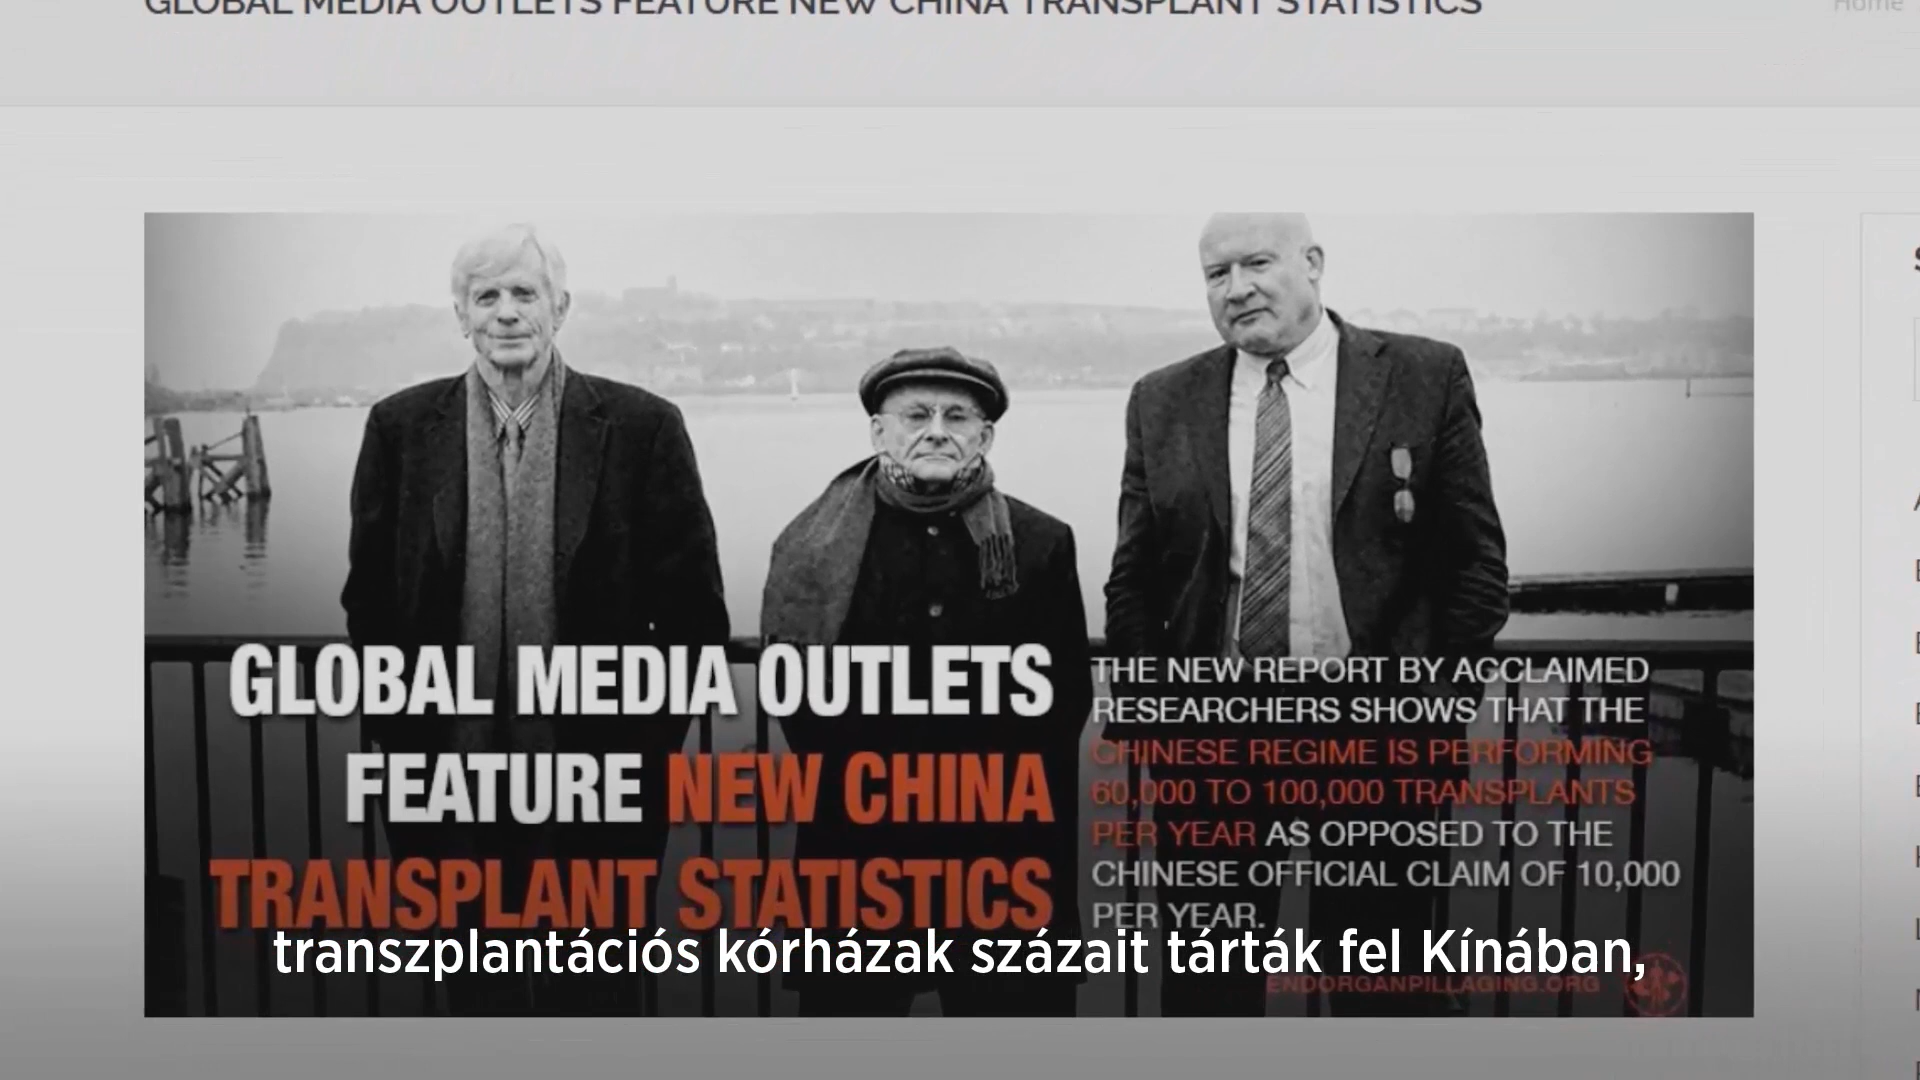 GLOBAL MEDIA OUTLETS FEATURE NEW CHINA TRANSPLANT STATISTICS
Home
GLOBAL MEDIA OUTLETS
FEATURE NEW CHINA
TRANSPLANT STATISTICS
THE NEW REPORT BY ACCLAIMED
RESEARCHERS SHOWS THAT THE
CHINESE REGIME IS PERFORMING
60,000 TO 100,000 TRANSPLANTS
PER YEAR AS OPPOSED TO THE
CHINESE OFFICIAL CLAIM OF 10,000
PER YEAR.
transzplantációs kórházak százait tárták fel Kínában,
ENDORGANPILLAGING.ORG